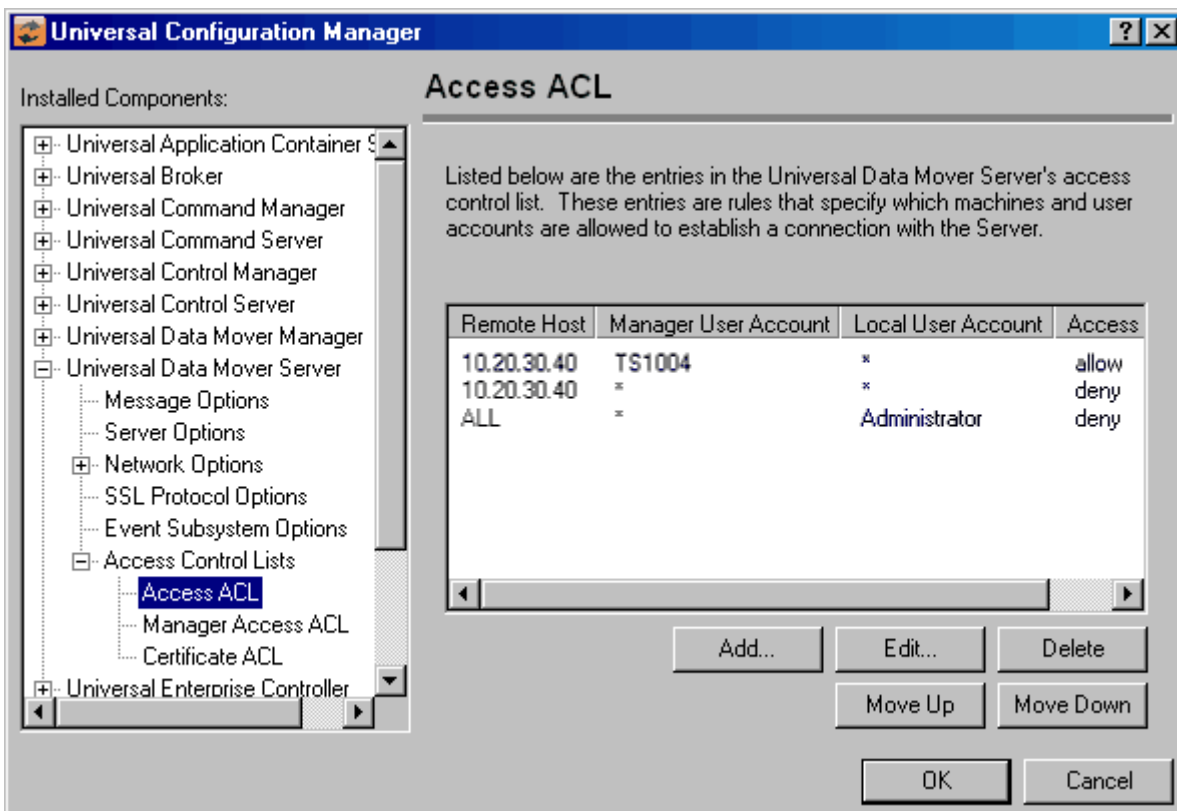 Universal Configuration Manager
Installed Components:
Universal Application Container S
Universal Broker
Universal Command Manager
Universal Command Server
Universal Control Manager
Universal Control Server
Universal Data Mover Manager
Universal Data Mover Server
Message Options
Server Options
Network Options
SSL Protocol Options
Event Subsystem Options
Access Control Lists
Access ACL
Manager Access ACL
Certificate ACL
Universal Enterprise Controller
Access ACL
Listed below are the entries in the Universal Data Mover Server's access
control list. These entries are rules that specify which machines and user
accounts are allowed to establish a connection with the Server.
Remote Host Manager User Account Local User Account Access
10.20.30.40 TS1004 * allow
10.20.30.40 * * deny
ALL * Administrator deny
Add... Edit... Delete
Move Up Move Down
OK Cancel